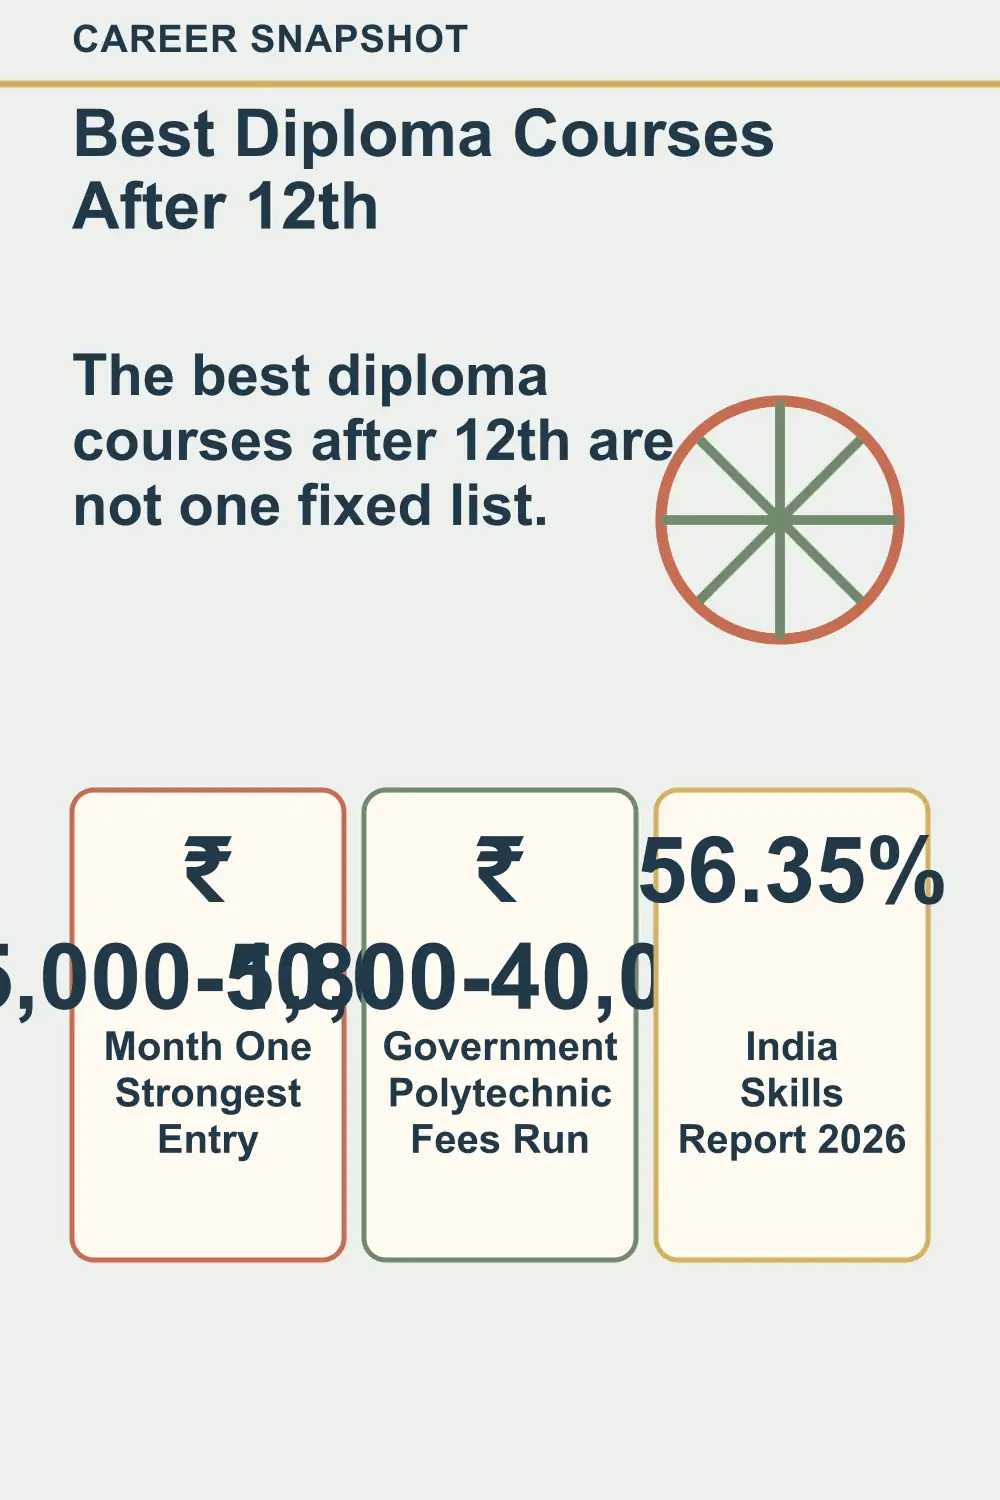 CAREER SNAPSHOT
Best Diploma Courses
After 12th
The best diploma
courses after 12th are
not one fixed list.
₹
Month One
Strongest
Entry
₹
Government
Polytechnic
Fees Run
56.35%
India
Skills
Report 2026